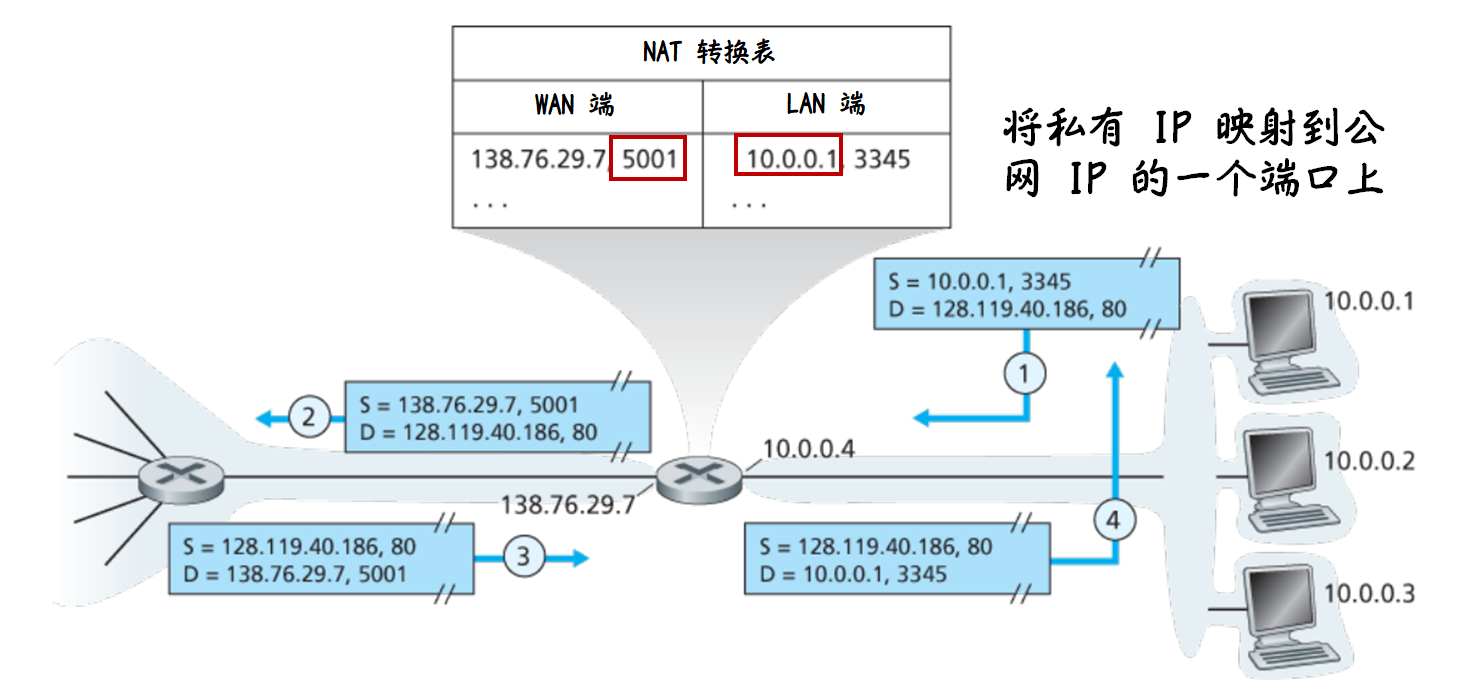 NAT 转换表
WAN 端
LAN 端
138.76.29.7, 5001
10.0.0.1, 3345
...
...
将私有 IP 映射到公
网 IP 的一个端口上
S = 10.0.0.1, 3345
D = 128.119.40.186, 80
1
10.0.0.1
S = 138.76.29.7, 5001
D = 128.119.40.186, 80
2
10.0.0.4
10.0.0.2
138.76.29.7
S = 128.119.40.186, 80
D = 138.76.29.7, 5001
3
S = 128.119.40.186, 80
D = 10.0.0.1, 3345
4
10.0.0.3